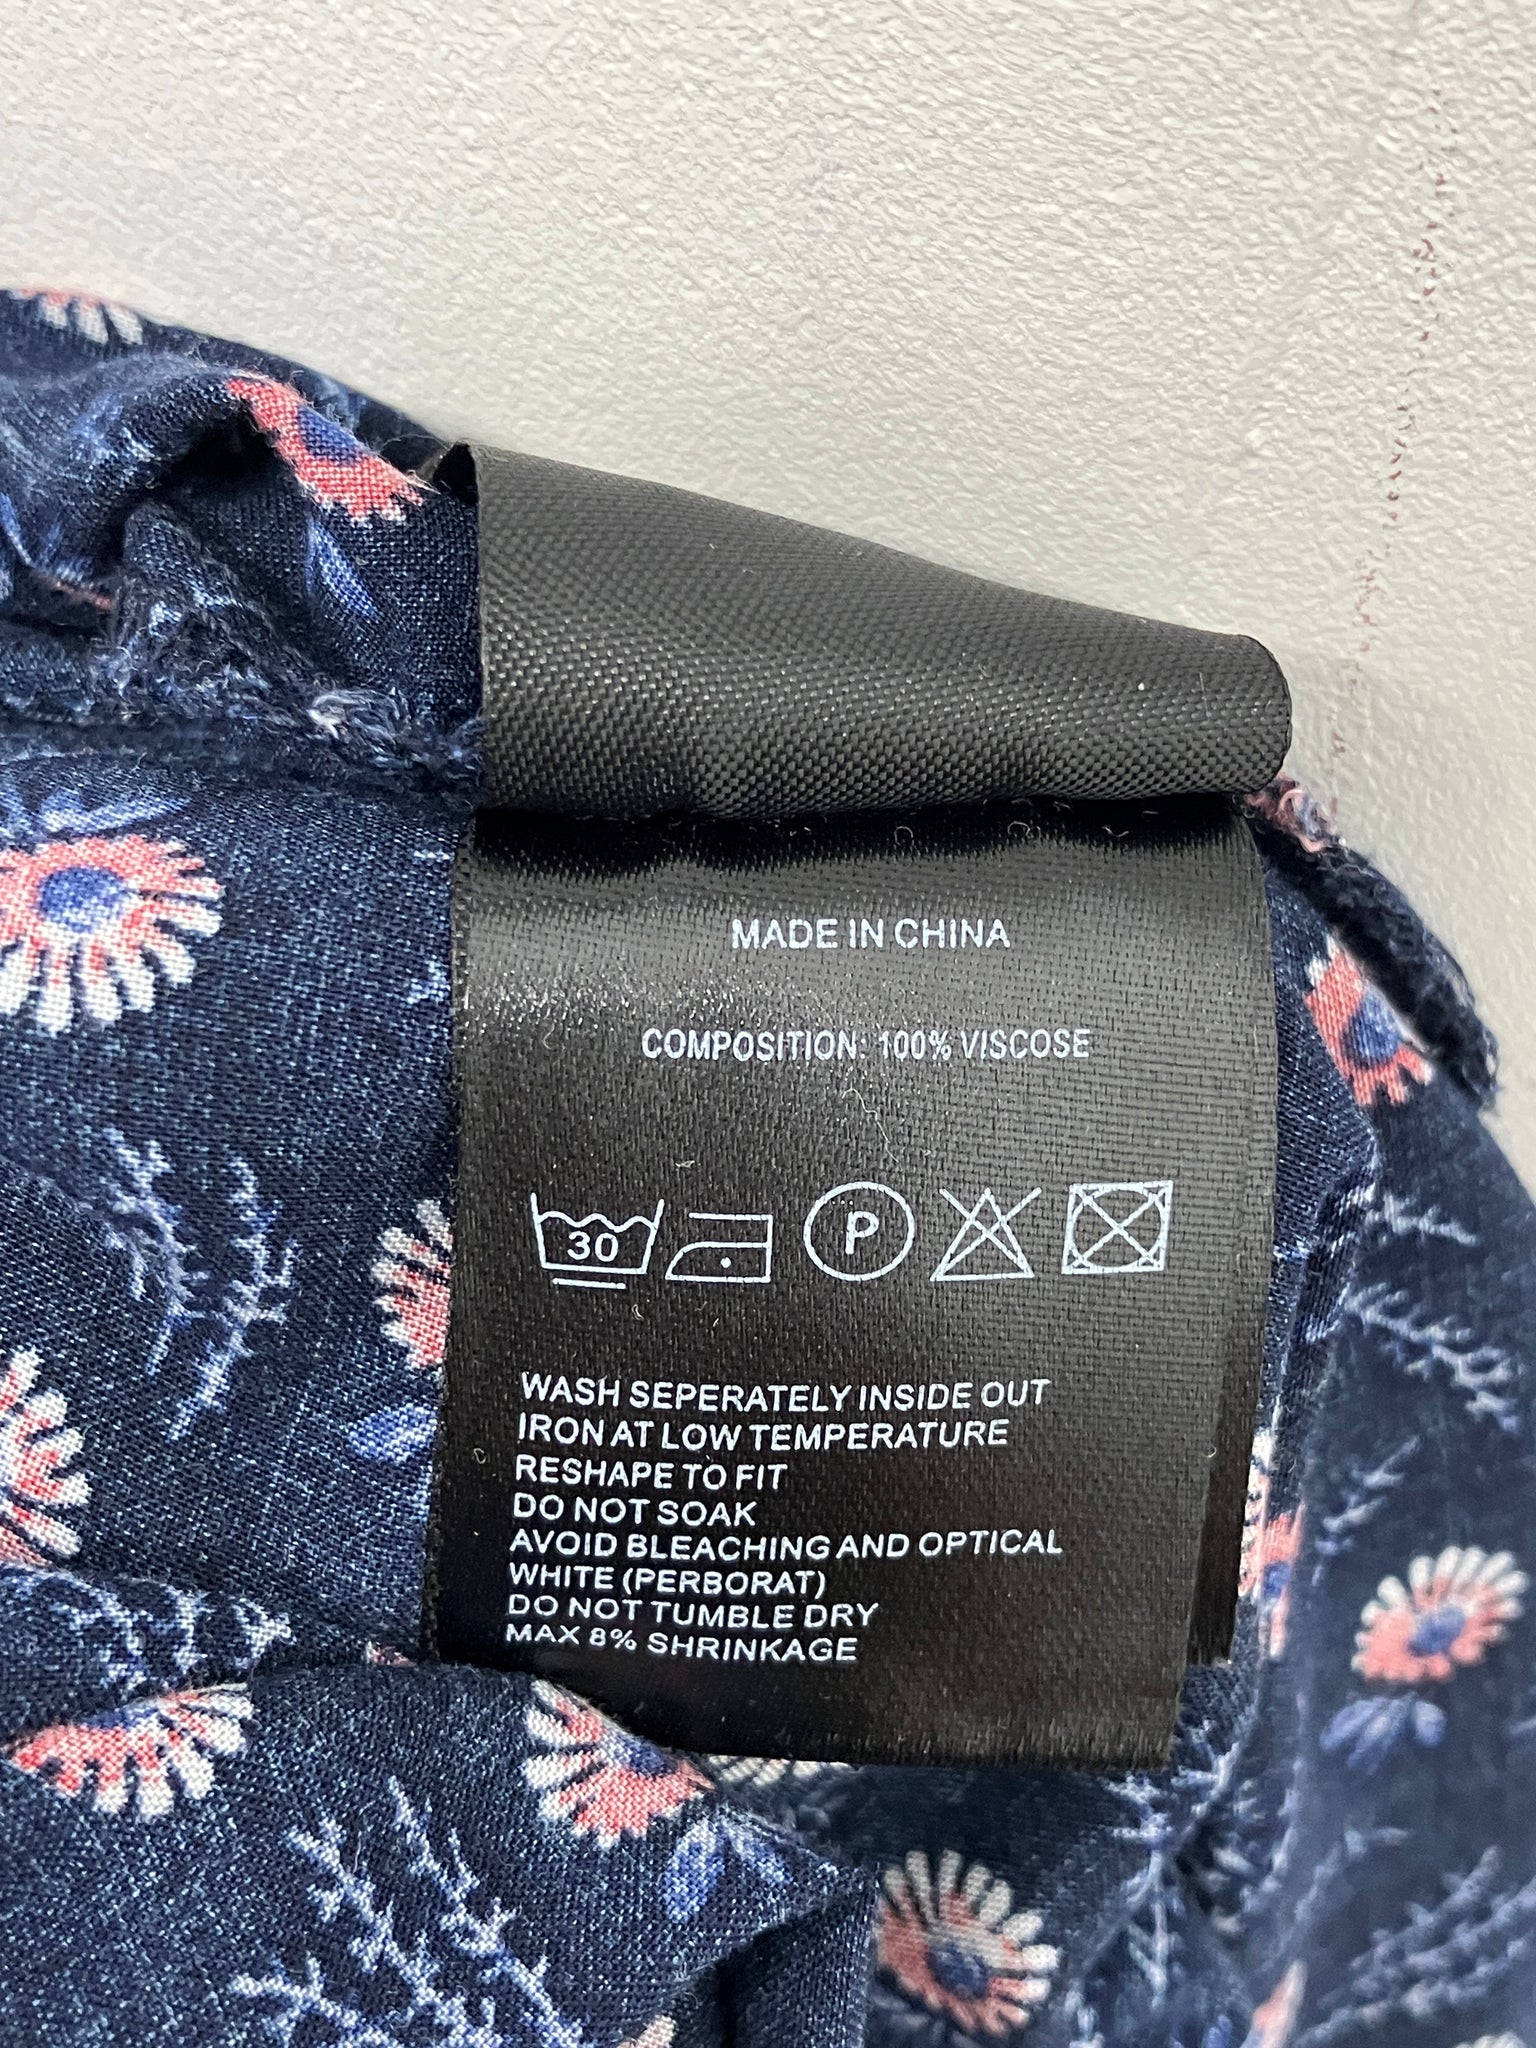 MADE IN CHINA
COMPOSITION: 100% VISCOSE
30 P
WASH SEPERATELY INSIDE OUT
IRON AT LOW TEMPERATURE
RESHAPE TO FIT
DO NOT SOAK
AVOID BLEACHING AND OPTICAL
WHITE (PERBORAT)
DO NOT TUMBLE DRY
MAX 8% SHRINKAGE